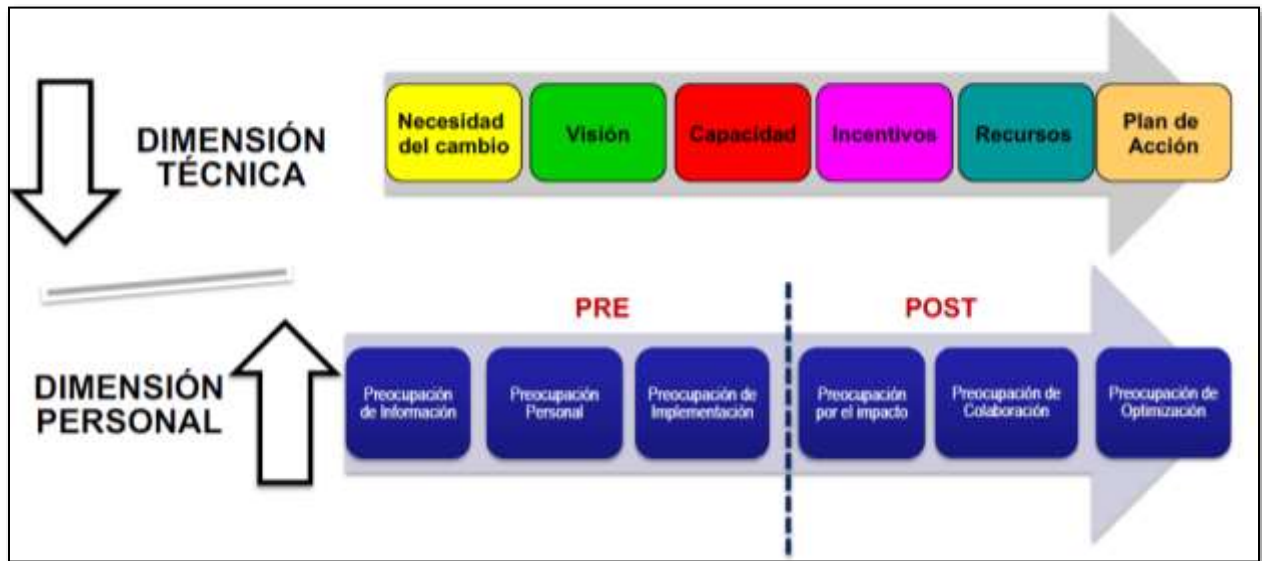 DIMENSIÓN
TÉCNICA
Necesidad
del cambio
Visión
Capacidad
Incentivos
Recursos
Plan de
Acción
PRE
POST
DIMENSIÓN
PERSONAL
Preocupación
de Información
Preocupación
Personal
Preocupación de
Implementación
Preocupación
por el impacto
Preocupación de
Colaboración
Preocupación de
Optimización